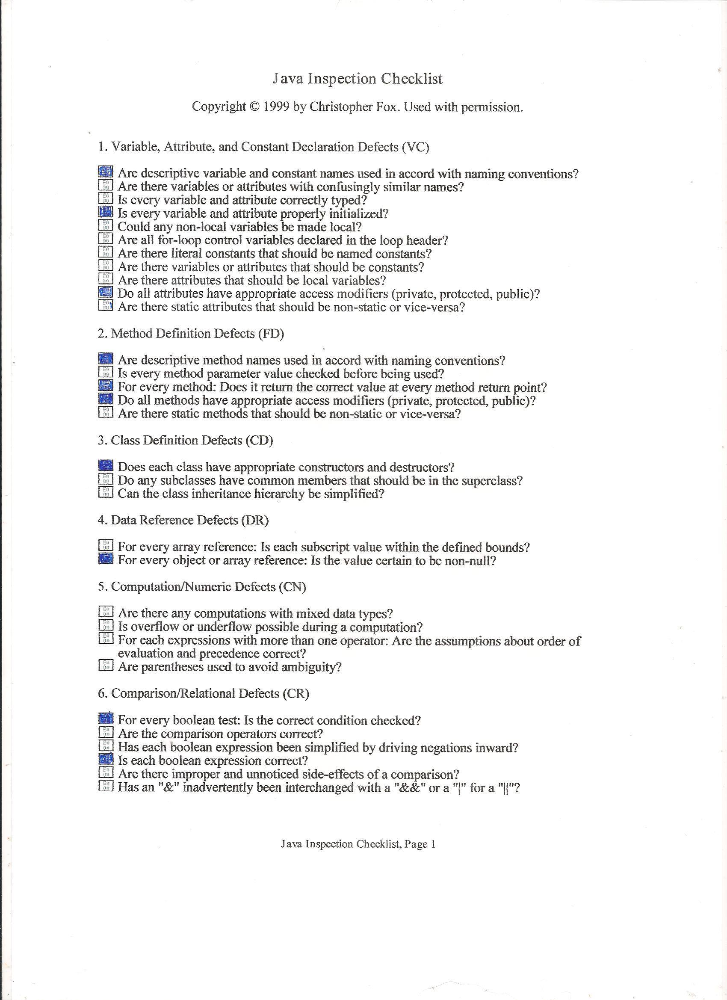 Java Inspection Checklist
Copyright © 1999 by Christopher Fox. Used with permission.
1. Variable, Attribute, and Constant Declaration Defects (VC)
Are descriptive variable and constant names used in accord with naming conventions?
Are there variables or attributes with confusingly similar names?
Is every variable and attribute correctly typed?
Is every variable and attribute properly initialized?
Could any non-local variables be made local?
Are all for-loop control variables declared in the loop header?
Are there literal constants that should be named constants?
Are there variables or attributes that should be constants?
Are there attributes that should be local variables?
Do all attributes have appropriate access modifiers (private, protected, public)?
Are there static attributes that should be non-static or vice-versa?
2. Method Definition Defects (FD)
Are descriptive method names used in accord with naming conventions?
Is every method parameter value checked before being used?
For every method: Does it return the correct value at every method return point?
Do all methods have appropriate access modifiers (private, protected, public)?
Are there static methods that should be non-static or vice-versa?
3. Class Definition Defects (CD)
Does each class have appropriate constructors and destructors?
Do any subclasses have common members that should be in the superclass?
Can the class inheritance hierarchy be simplified?
4. Data Reference Defects (DR)
For every array reference: Is each subscript value within the defined bounds?
For every object or array reference: Is the value certain to be non-null?
5. Computation/Numeric Defects (CN)
Are there any computations with mixed data types?
Is overflow or underflow possible during a computation?
For each expressions with more than one operator: Are the assumptions about order of
evaluation and precedence correct?
Are parentheses used to avoid ambiguity?
6. Comparison/Relational Defects (CR)
For every boolean test: Is the correct condition checked?
Are the comparison operators correct?
Has each boolean expression been simplified by driving negations inward?
Is each boolean expression correct?
Are there improper and unnoticed side-effects of a comparison?
Has an "&" inadvertently been interchanged with a "&&" or a "|" for a "||"?
Java Inspection Checklist, Page 1